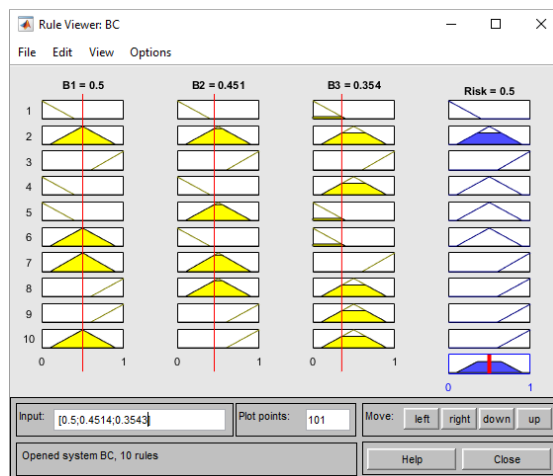 Rule Viewer: BC
File Edit View Options
B1 = 0.5 B2 = 0.451 B3 = 0.354 Risk = 0.5
1
2
3
4
5
6
7
8
9
10
0 1 0 1 0 1
0 1
Input: [0.5;0.4514;0.3543] Plot points: 101 Move: left right down up
Opened system BC, 10 rules Help Close